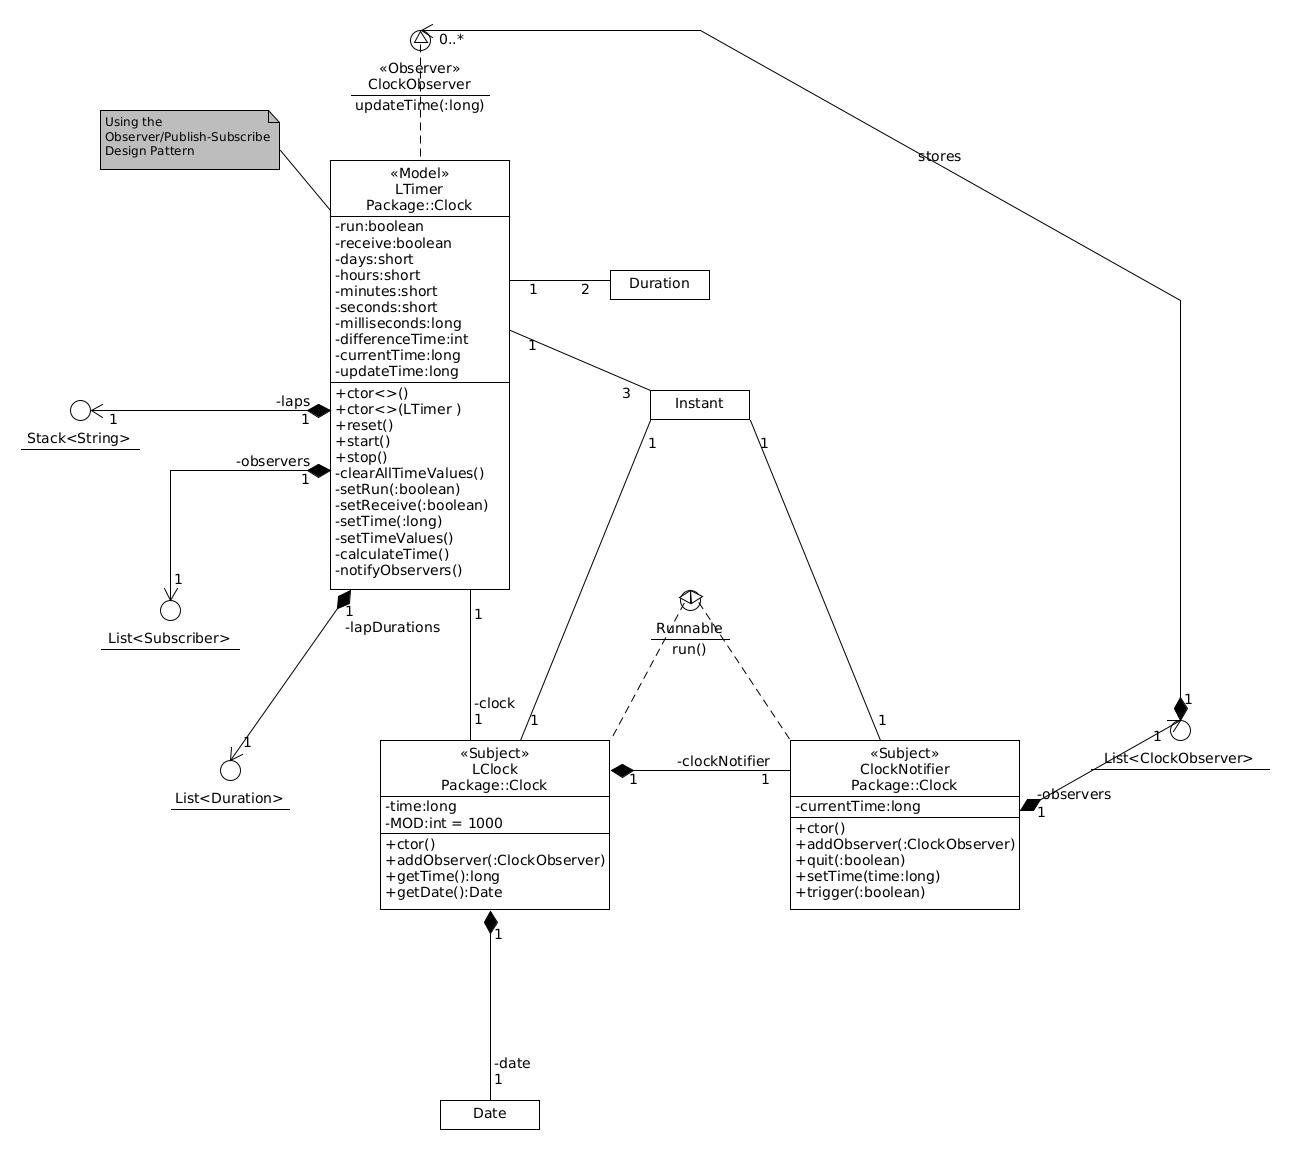 0..*
«Observer»
ClockObserver
updateTime(:long)
Using the
Observer/Publish-Subscribe
Design Pattern
stores
«Model»
LTimer
Package::Clock
-run:boolean
-receive:boolean
-days:short
-hours:short
-minutes:short
-seconds:short
-milliseconds:long
-differenceTime:int
-currentTime:long
-updateTime:long
+ctor<>()
+ctor<>(LTimer )
+reset()
+start()
+stop()
-clearAllTimeValues()
-setRun(:boolean)
-setReceive(:boolean)
-setTime(:long)
-setTimeValues()
-calculateTime()
-notifyObservers()
1
2
Duration
1
3
Instant
1
1
-laps
1
1
Stack<String>
-observers
1
1
List<Subscriber>
1
-lapDurations
1
List<Duration>
1
-clock
1
1
1
Runnable
run()
«Subject»
LClock
Package::Clock
-time:long
-MOD:int = 1000
+ctor()
+addObserver(:ClockObserver)
+getTime():long
+getDate():Date
-clockNotifier
1
1
«Subject»
ClockNotifier
Package::Clock
-currentTime:long
+ctor()
+addObserver(:ClockObserver)
+quit(:boolean)
+setTime(time:long)
+trigger(:boolean)
1
1
List<ClockObserver>
-observers
1
1
-date
1
Date